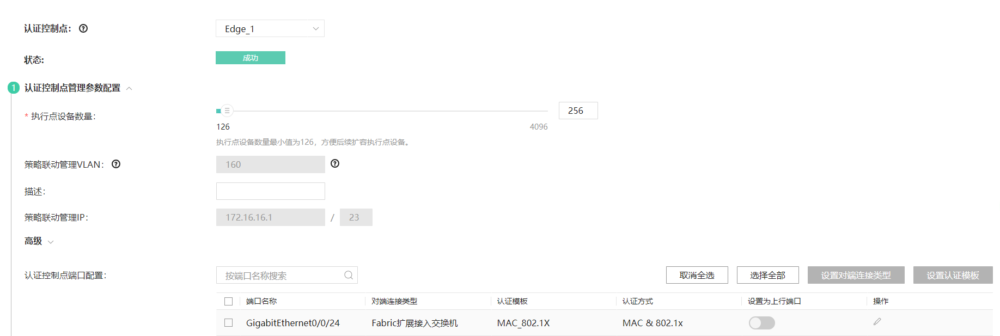 认证控制点： ?
Edge_1
状态:
成功
1 认证控制点管理参数配置
* 执行点设备数量:
256
126
4096
执行点设备数量最小值为126，方便后续扩容执行点设备。
策略联动管理VLAN: ?
160 ?
描述:
策略联动管理IP:
172.16.16.1 / 23
高级
认证控制点端口配置:
按端口名称搜索
取消全选 选择全部 设置对端连接类型 设置认证模板
端口名称 对端连接类型 认证模板 认证方式 设置为上行端口 操作
GigabitEthernet0/0/24 Fabric扩展接入交换机 MAC_802.1X MAC & 802.1x